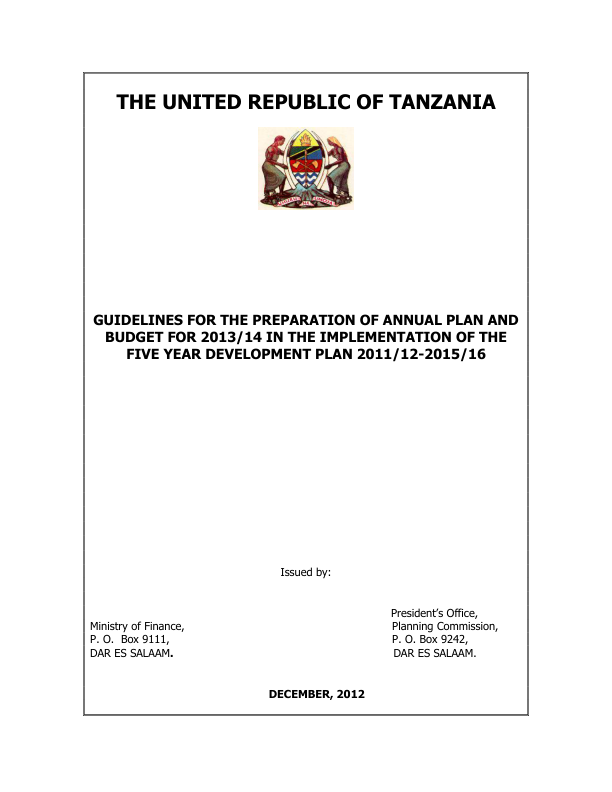 THE UNITED REPUBLIC OF TANZANIA
GUIDELINES FOR THE PREPARATION OF ANNUAL PLAN AND
BUDGET FOR 2013/14 IN THE IMPLEMENTATION OF THE
FIVE YEAR DEVELOPMENT PLAN 2011/12-2015/16
Issued by:
Ministry of Finance,
P. O. Box 9111,
DAR ES SALAAM.
President's Office,
Planning Commission,
P. O. Box 9242,
DAR ES SALAAM.
DECEMBER, 2012